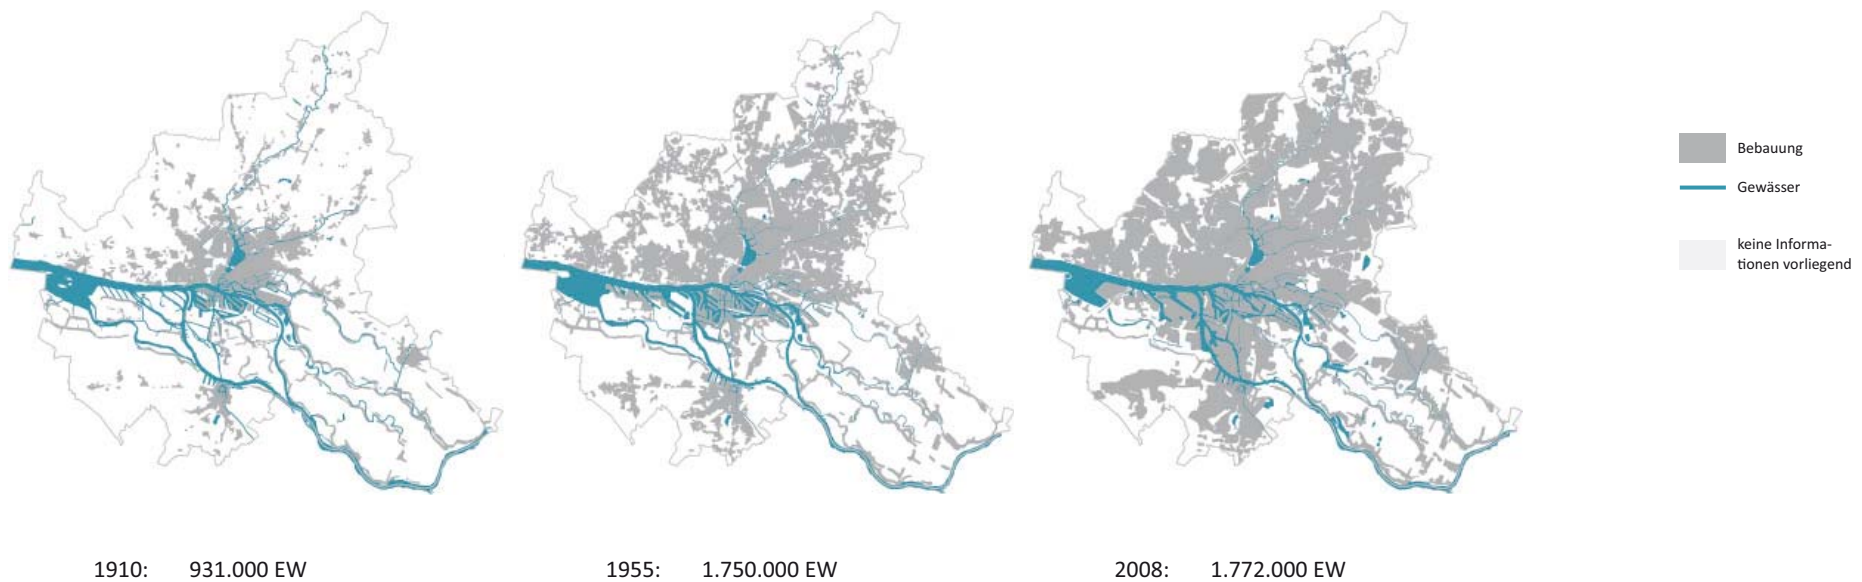 Bebauung
Gewässer
keine Informa-
tionen vorliegend
1910: 931.000 EW
1955: 1.750.000 EW
2008: 1.772.000 EW